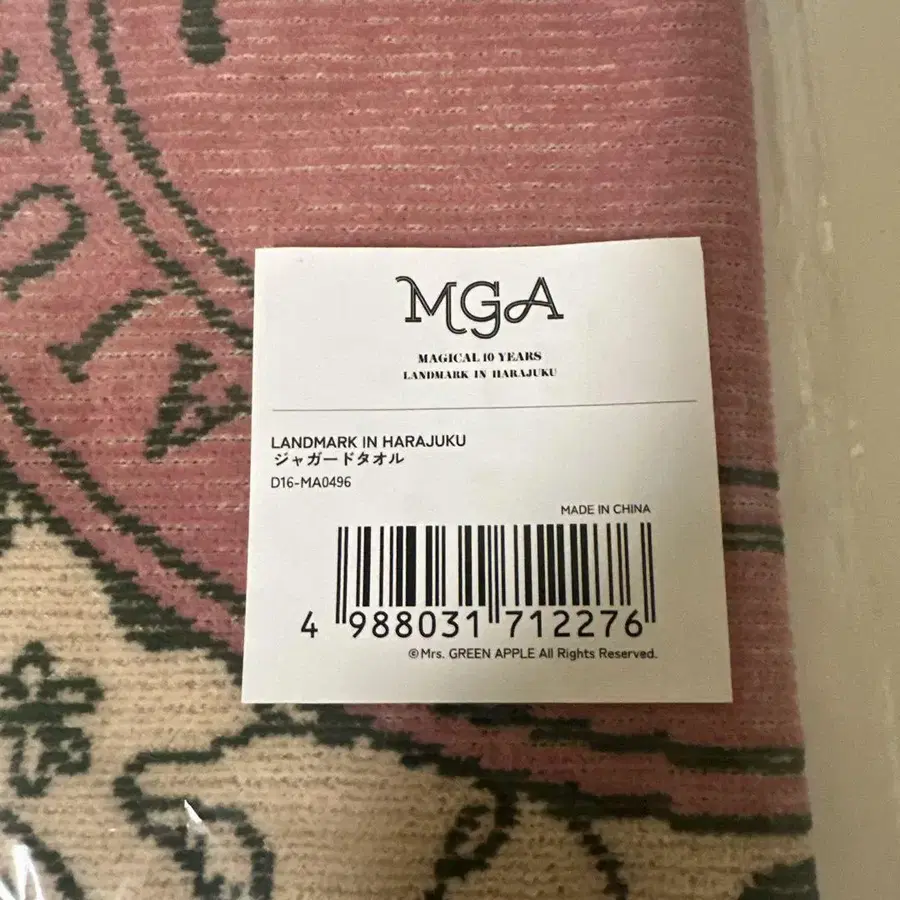 MGA
MAGICAL 10 YEARS
LANDMARK IN HARAJUKU
LANDMARK IN HARAJUKU
ジャガードタオル
D16-MA0496
MADE IN CHINA
4 988031 712276
©Mrs. GREEN APPLE All Rights Reserved.